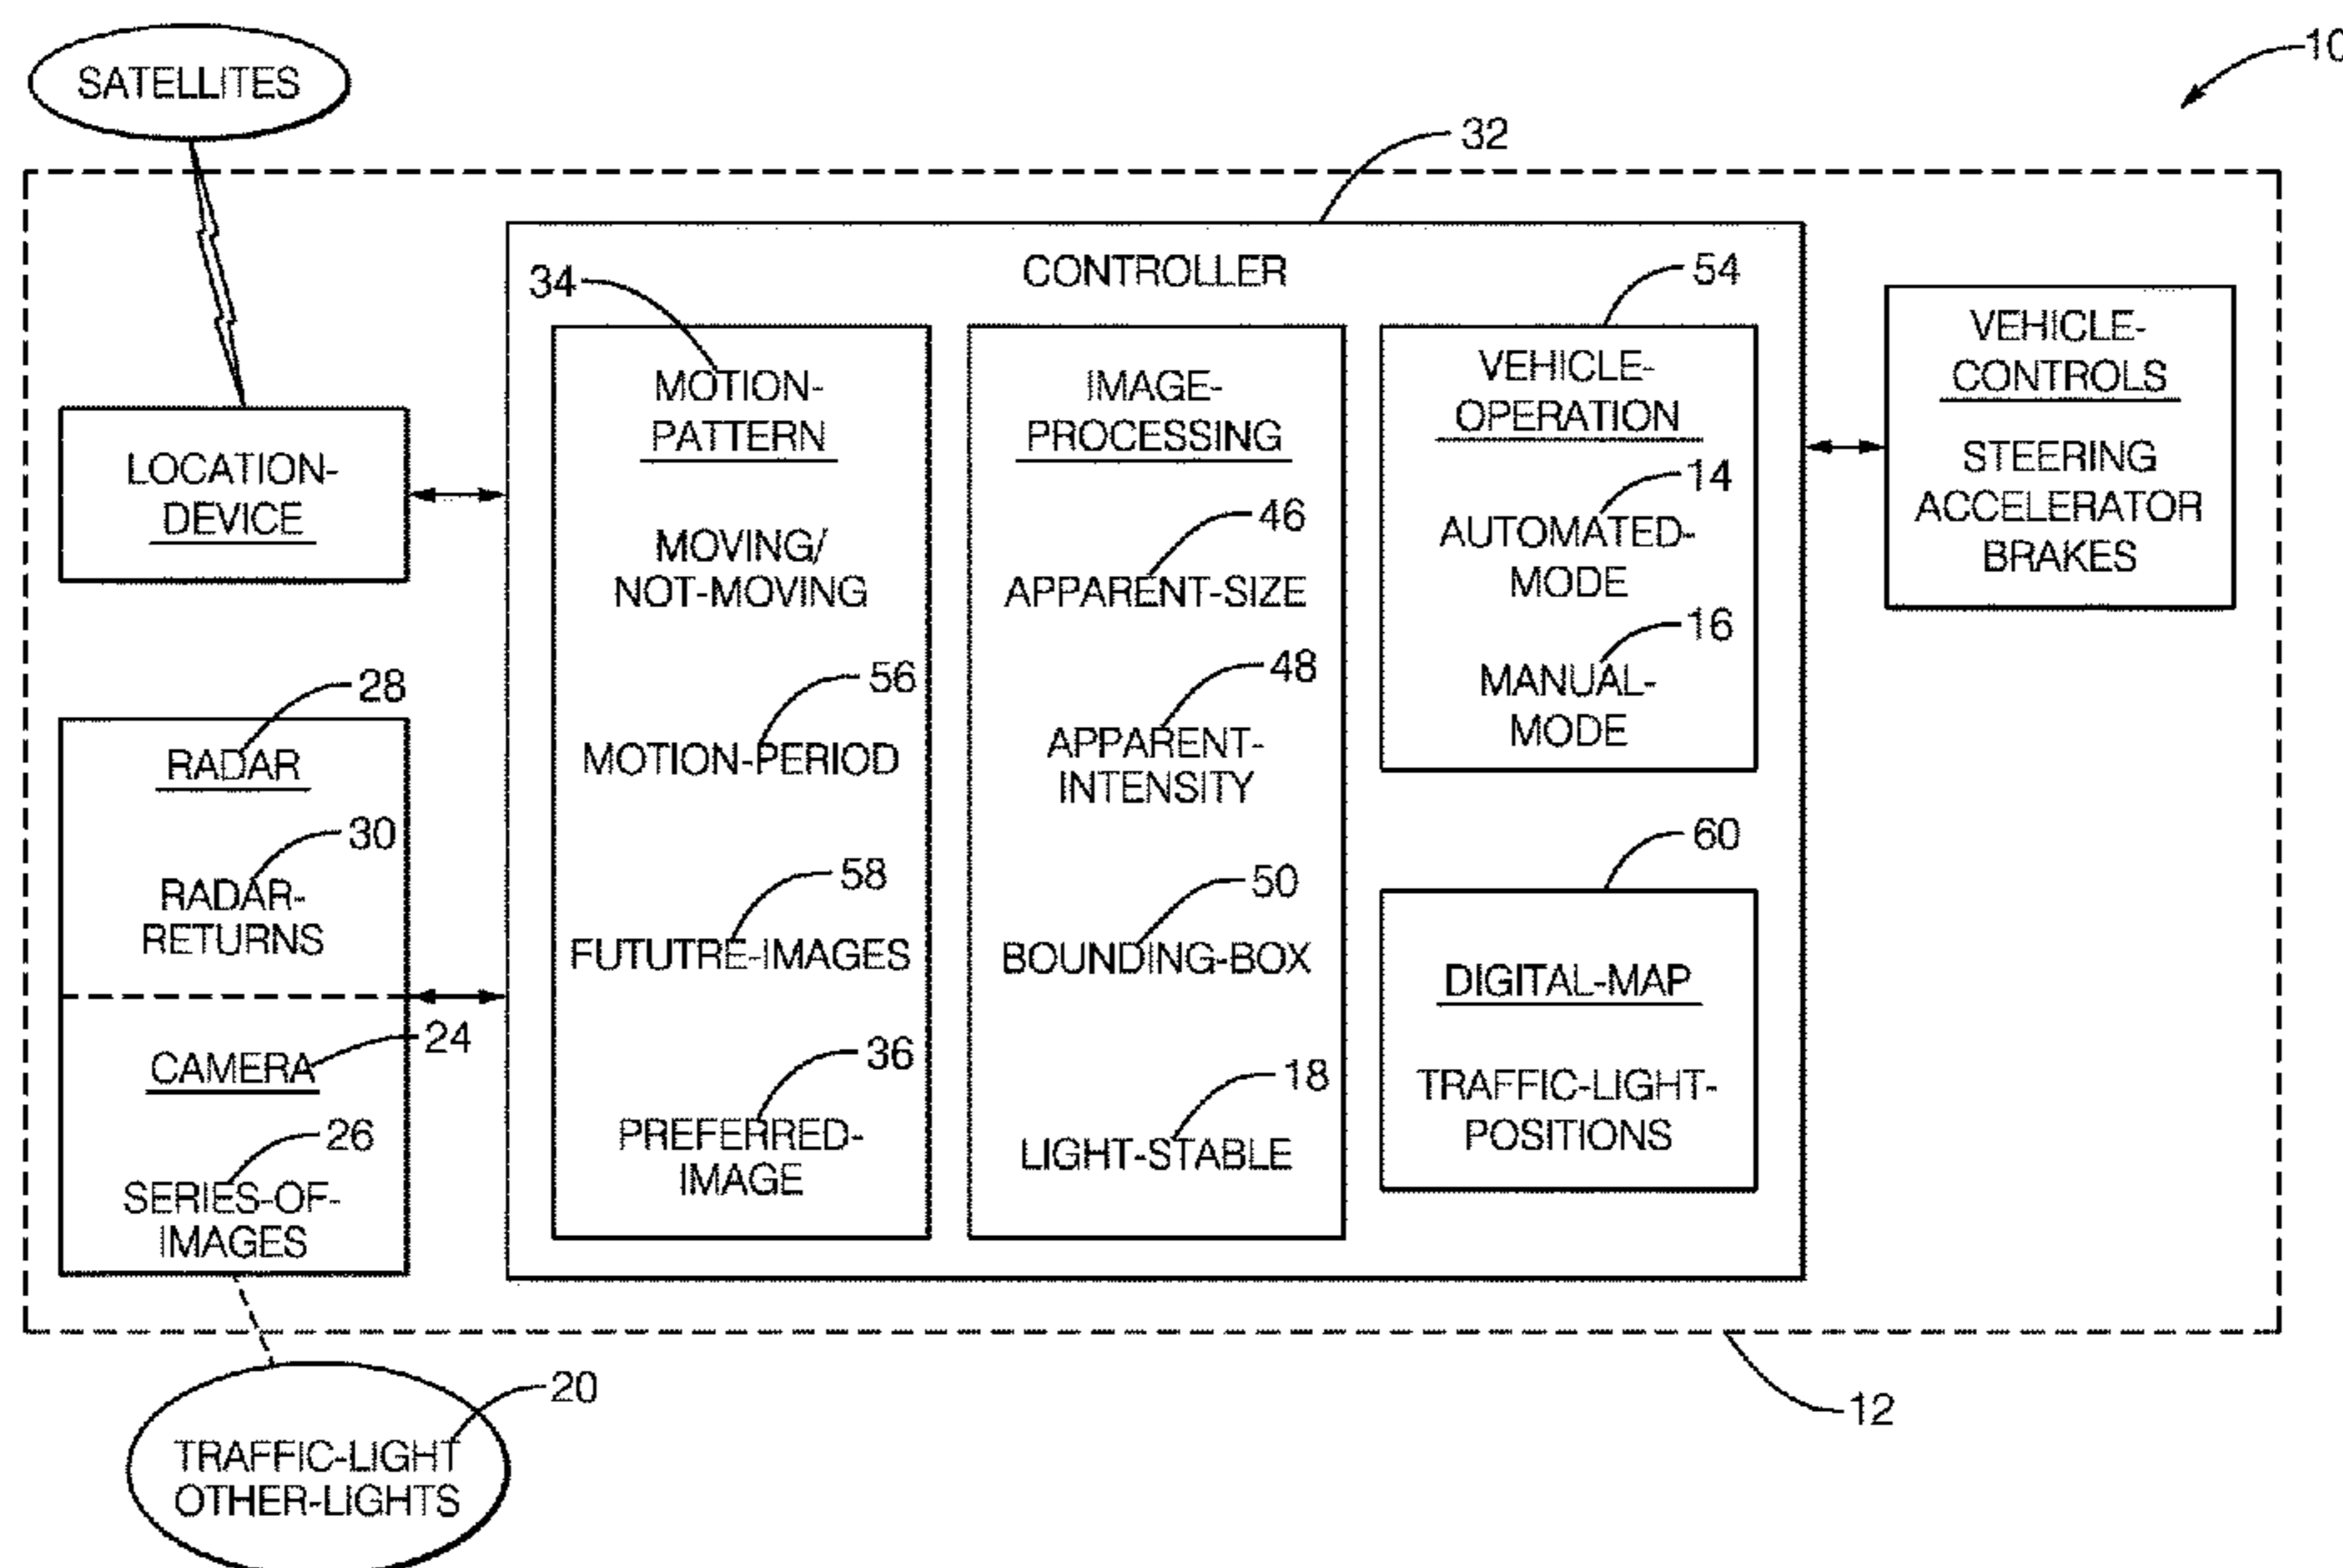 10
SATELLITES
32
CONTROLLER
34
MOTION-
PATTERN
MOVING/
NOT-MOVING
56
MOTION-PERIOD
58
FUTUTRE-IMAGES
36
PREFERRED-
IMAGE
IMAGE-
PROCESSING
46
APPARENT-SIZE
48
APPARENT-
INTENSITY
50
BOUNDING-BOX
18
LIGHT-STABLE
54
VEHICLE-
OPERATION
14
AUTOMATED-
MODE
16
MANUAL-
MODE
60
DIGITAL-MAP
TRAFFIC-LIGHT-
POSITIONS
VEHICLE-
CONTROLS
STEERING
ACCELERATOR
BRAKES
LOCATION-
DEVICE
28
RADAR
30
RADAR-
RETURNS
24
CAMERA
26
SERIES-OF-
IMAGES
20
TRAFFIC-LIGHT
OTHER-LIGHTS
12